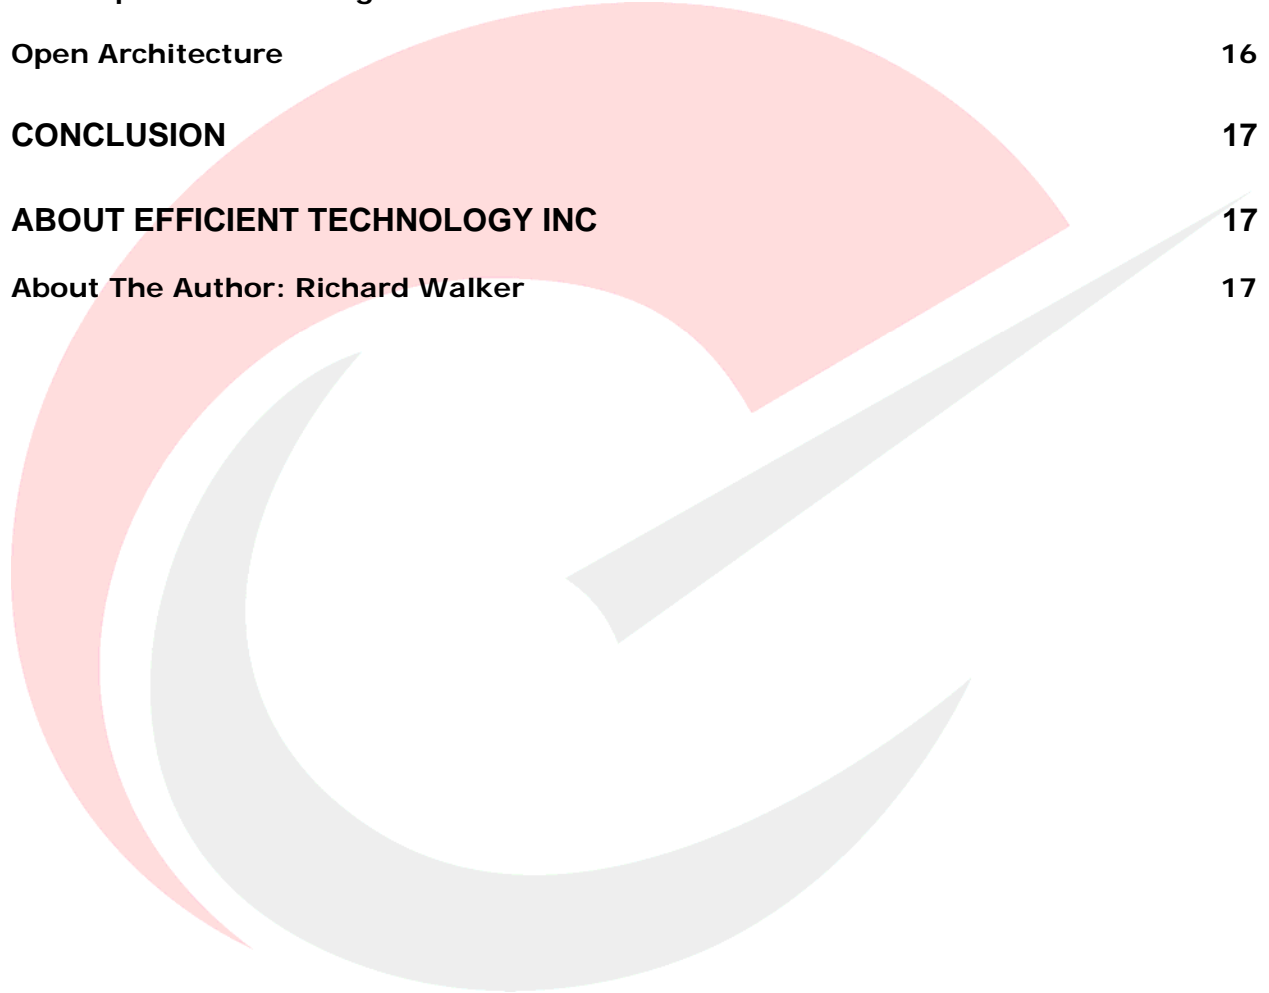 Open Architecture 16
CONCLUSION 17
ABOUT EFFICIENT TECHNOLOGY INC 17
About The Author: Richard Walker 17